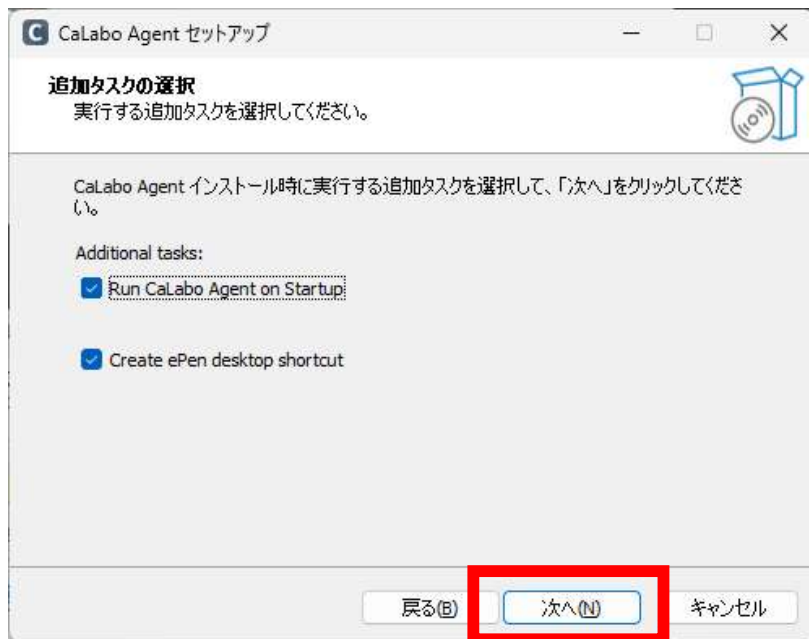 CaLabo Agent セットアップ
追加タスクの選択
実行する追加タスクを選択してください。
CaLabo Agent インストール時に実行する追加タスクを選択して、「次へ」をクリックしてくださ
い。
Additional tasks:
Run CaLabo Agent on Startup
Create ePen desktop shortcut
戻る(B) 次へ(N) キャンセル